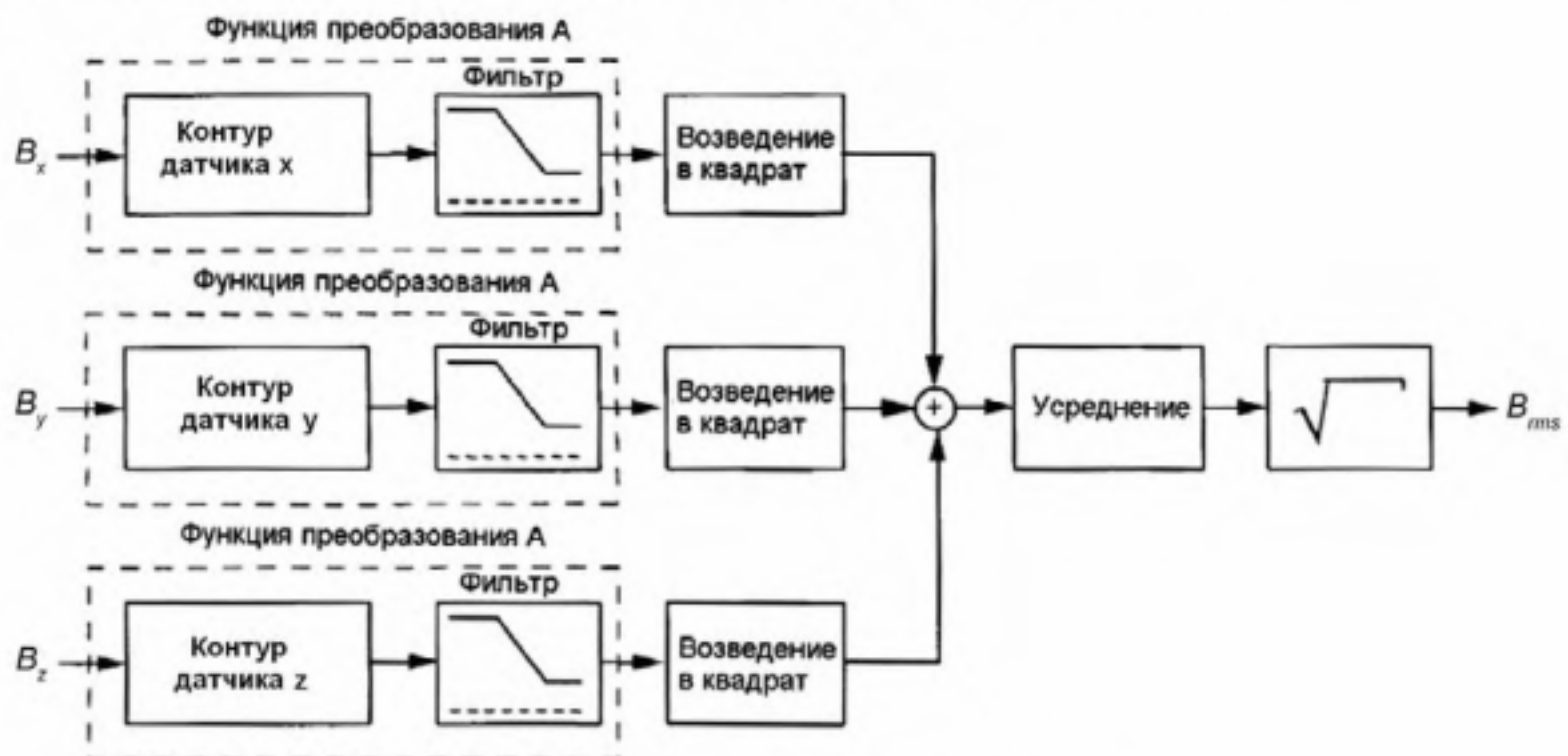 Функция преобразования А
Фильтр
B_x
Контур
датчика x
Возведение
в квадрат
Функция преобразования А
Фильтр
B_y
Контур
датчика y
Возведение
в квадрат
+
Усреднение
√
B_rms
Функция преобразования А
Фильтр
B_z
Контур
датчика z
Возведение
в квадрат